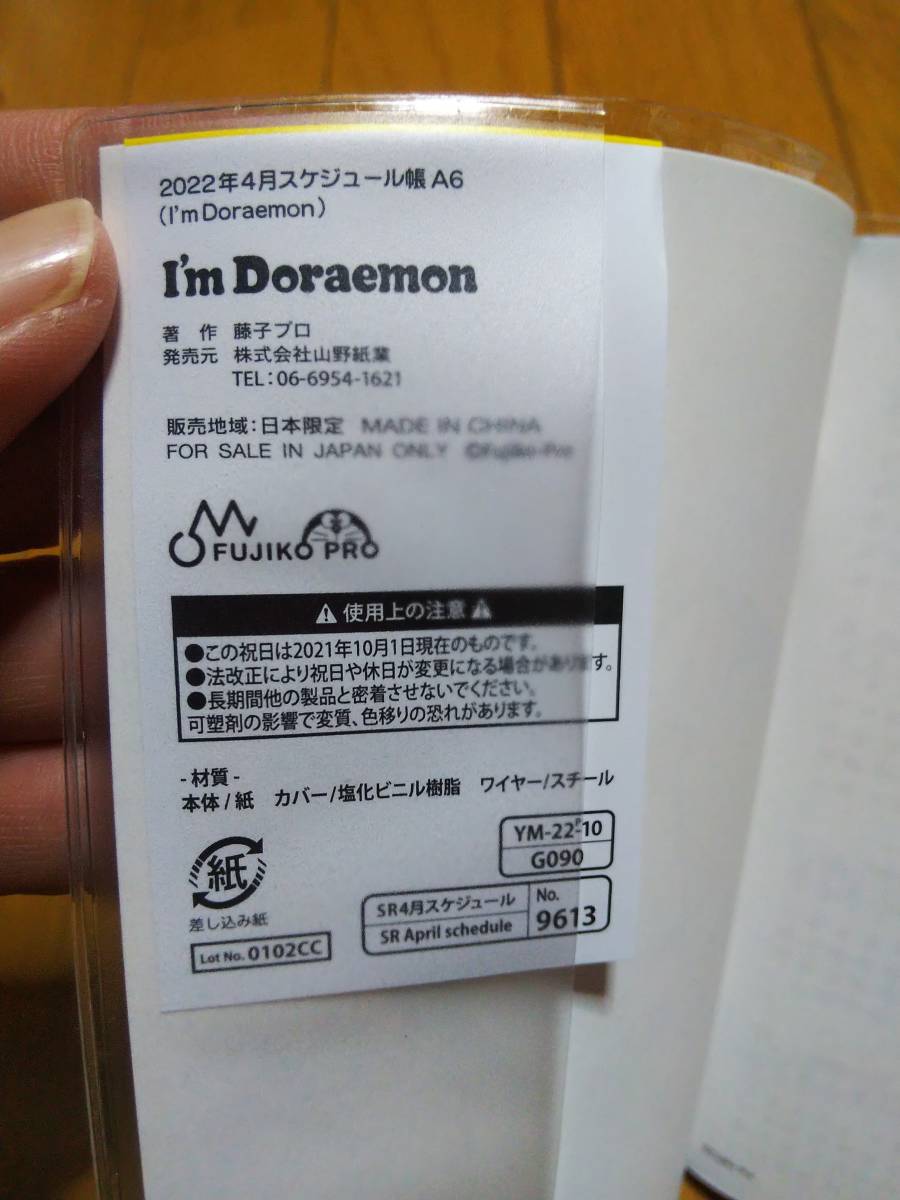 2022年4月スケジュール帳 A6
(I'm Doraemon)
I'm Doraemon
著 作 藤子プロ
発売元 株式会社山野紙業
TEL:06-6954-1621
販売地域:日本限定 MADE IN CHINA
FOR SALE IN JAPAN ONLY ©Fujiko-Pro
FUJIKO PRO
⚠使用上の注意⚠
●この祝日は2021年10月1日現在のものです。
●法改正により祝日や休日が変更になる場合があります。
●長期間他の製品と密着させないでください。
可塑剤の影響で変質、色移りの恐れがあります。
- 材質 -
本体/紙 カバー/塩化ビニル樹脂 ワイヤー/スチール
YM-22P-10
G090
紙
差し込み紙
SR4月スケジュール
SR April schedule
No.
9613
Lot No. 0102CC